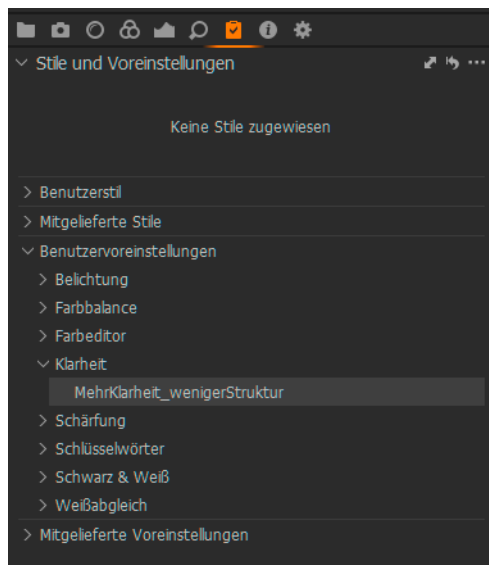 Stile und Voreinstellungen
Keine Stile zugewiesen
Benutzerstil
Mitgelieferte Stile
Benutzervoreinstellungen
Belichtung
Farbbalance
Farbeditor
Klarheit
MehrKlarheit_wenigerStruktur
Schärfung
Schlüsselwörter
Schwarz & Weiß
Weißabgleich
Mitgelieferte Voreinstellungen